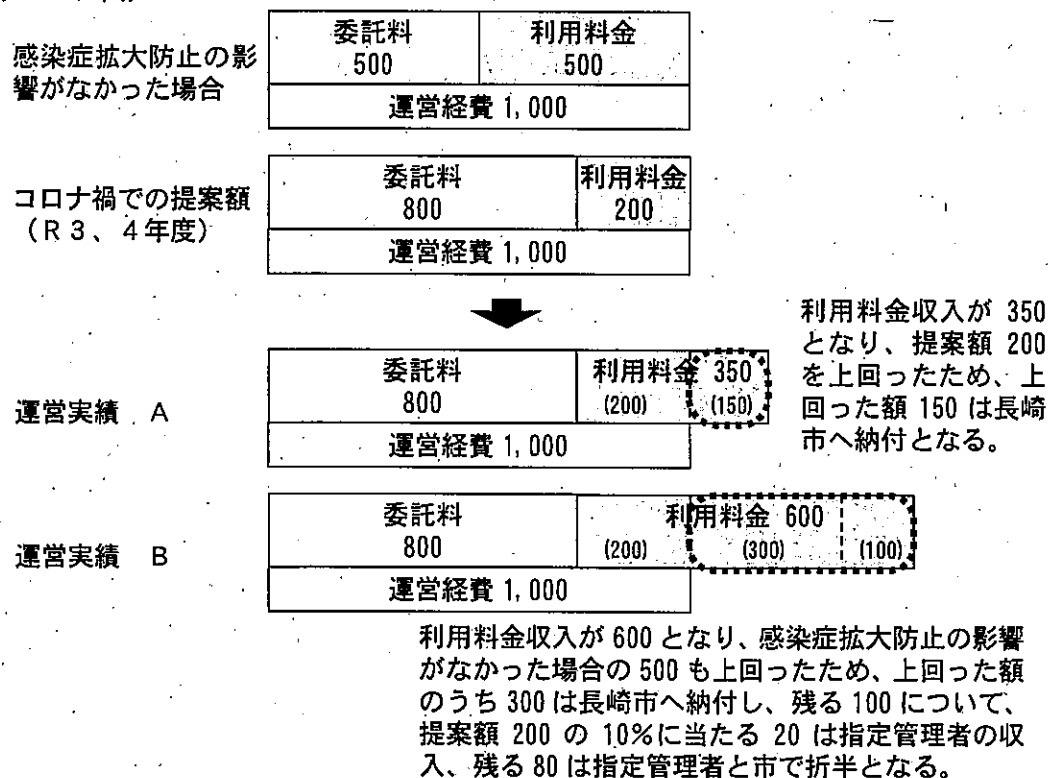 感染症拡大防止の影
響がなかった場合
委託料
500
利用料金
500
運営経費 1,000
コロナ禍での提案額
（R3、4年度）
委託料
800
利用料金
200
運営経費 1,000
運営実績 A
委託料
800
利用料金 350
(200) (150)
運営経費 1,000
利用料金収入が 350
となり、提案額 200
を上回ったため、上
回った額 150 は長崎
市へ納付となる。
運営実績 B
委託料
800
利用料金 600
(200) (300) (100)
運営経費 1,000
利用料金収入が 600 となり、感染症拡大防止の影響
がなかった場合の 500 も上回ったため、上回った額
のうち 300 は長崎市へ納付し、残る 100 について、
提案額 200 の 10%に当たる 20 は指定管理者の収
入、残る 80 は指定管理者と市で折半となる。